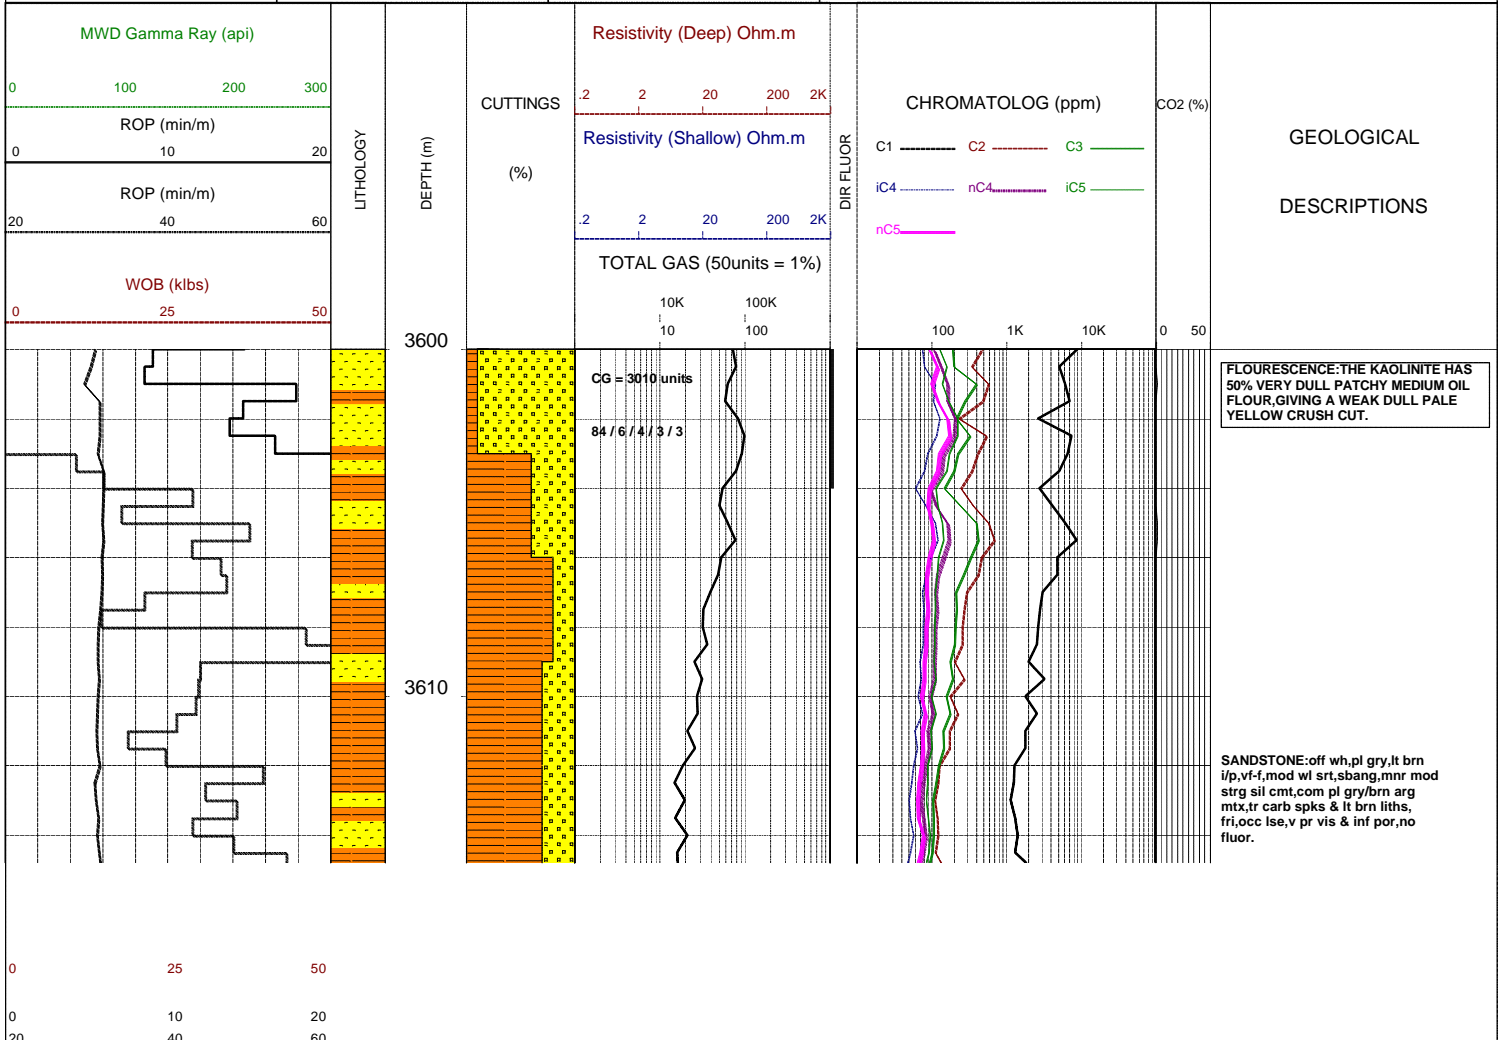 MWD Gamma Ray (api)
0 100 200 300
ROP (min/m)
0 10 20
ROP (min/m)
20 40 60
WOB (klbs)
0 25 50
LITHOLOGY
DEPTH (m)
CUTTINGS
(%)
Resistivity (Deep) Ohm.m
.2 2 20 200 2K
Resistivity (Shallow) Ohm.m
.2 2 20 200 2K
TOTAL GAS (50units = 1%)
10K 100K
10 100
DIR FLUOR
CHROMATOLOG (ppm)
C1 C2 C3
iC4 nC4 iC5
nC5
100 1K 10K
CO2 (%)
0 50
GEOLOGICAL
DESCRIPTIONS
3600
CG = 3010 units
84 / 6 / 4 / 3 / 3
FLOURESCENCE:THE KAOLINITE HAS
50% VERY DULL PATCHY MEDIUM OIL
FLOUR,GIVING A WEAK DULL PALE
YELLOW CRUSH CUT.
3610
SANDSTONE:off wh,pl gry,lt brn
i/p,vf-f,mod wl srt,sbang,mnr mod
strg sil cmt,com pl gry/brn arg
mtx,tr carb spks & lt brn liths,
fri,occ lse,v pr vis & inf por,no
fluor.
0 25 50
0 10 20
20 40 60